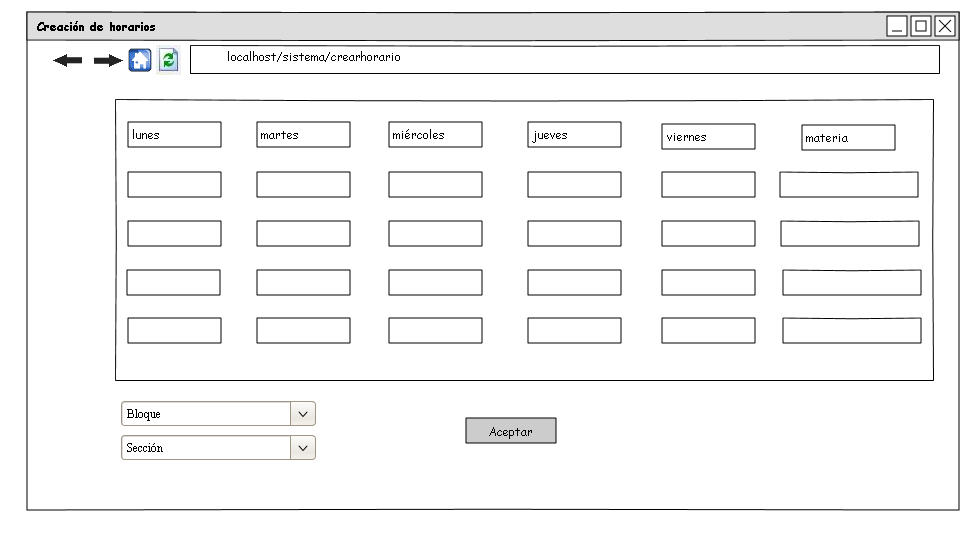 Creación de horarios
localhost/sistema/crearhorario
lunes martes miércoles jueves viernes materia
Bloque
Aceptar
Sección